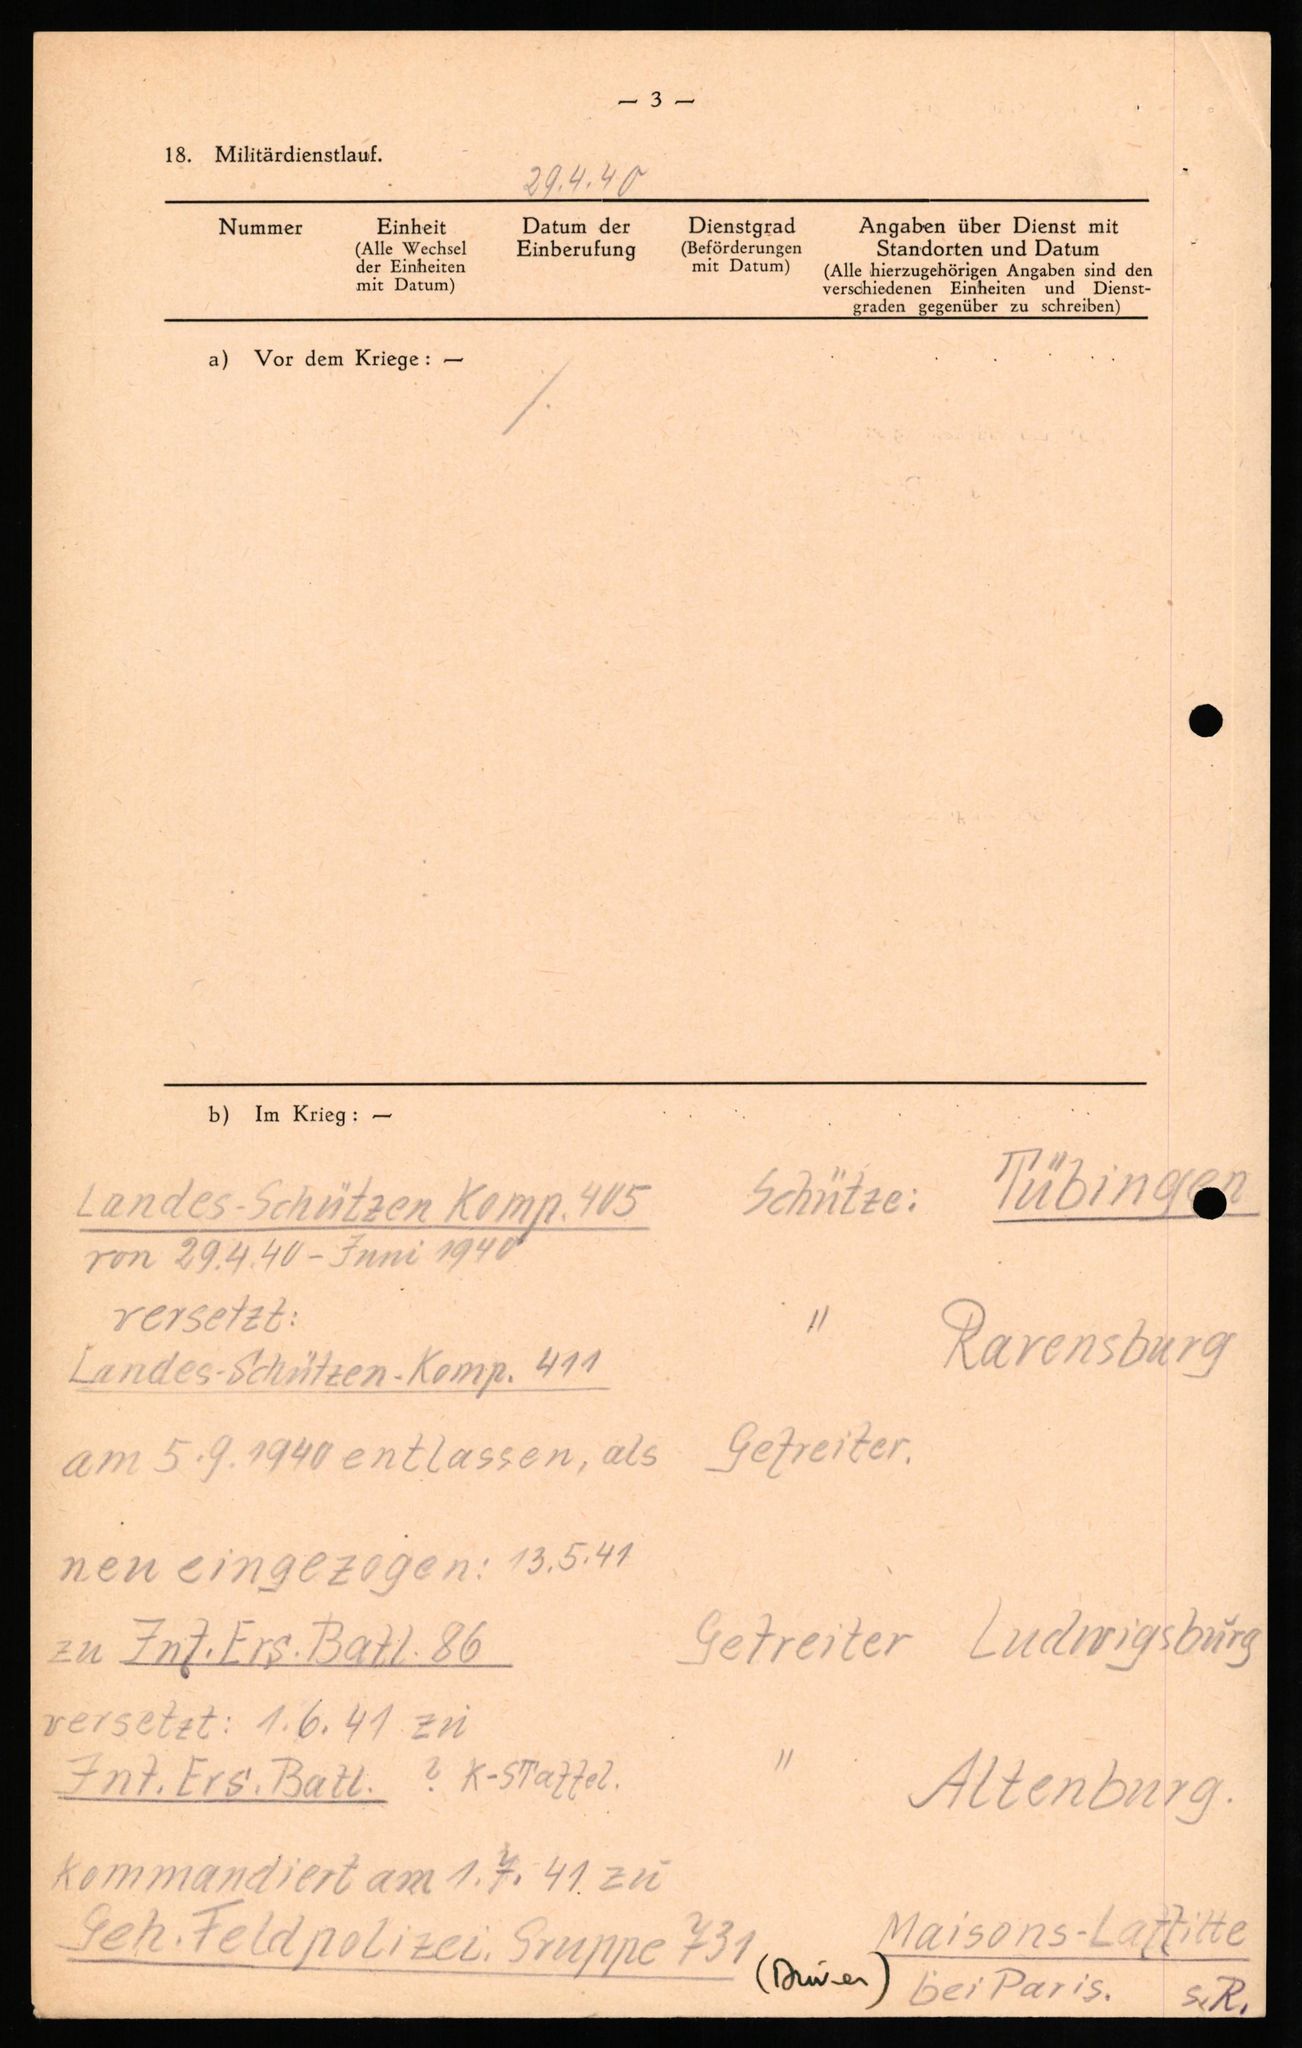 — 3 —
18. Militärdienstlauf.
29.4.40
Nummer
Einheit
(Alle Wechsel
der Einheiten
mit Datum)
Datum der
Einberufung
Dienstgrad
(Beförderungen
mit Datum)
Angaben über Dienst mit
Standorten und Datum
(Alle hierzugehörigen Angaben sind den
verschiedenen Einheiten und Dienst-
graden gegenüber zu schreiben)
a) Vor dem Kriege: —
/.
b) Im Krieg: —
Landes-Schützen Komp. 405 Schütze: Tübingen
von 29.4.40 – Juni 1940
versetzt: " Ravensburg
Landes-Schützen-Komp. 411
am 5.9.1940 entlassen, als Gefreiter.
neu eingezogen: 13.5.41
zu Inf. Ers. Batl. 86 Gefreiter Ludwigsburg
versetzt: 1.6.41 zu
Inf. Ers. Batl. ? K-Staffel. " Altenburg.
kommandiert am 1.7.41 zu
Geh. Feldpolizei. Gruppe 731 Maisons-Laffitte
(Driver) bei Paris. s.R.